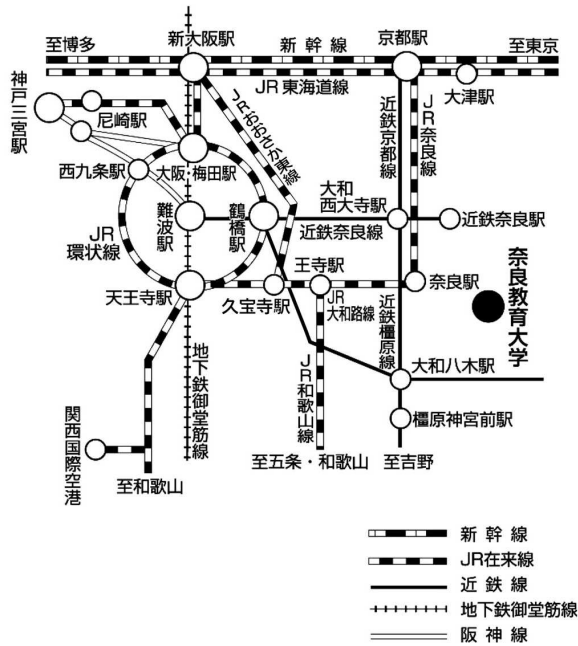 至博多
新大阪駅
新幹線
京都駅
至東京
JR東海道線
大津駅
神戸三宮駅
尼崎駅
JRおおさか東線
近鉄京都線
JR奈良線
西九条駅
大阪・梅田駅
大和
西大寺駅
JR
環状線
難波駅
鶴橋駅
近鉄奈良線
近鉄奈良駅
王寺駅
奈良駅
奈良教育大学
天王寺駅
久宝寺駅
JR
大和路線
近鉄橿原線
大和八木駅
地下鉄御堂筋線
JR和歌山線
橿原神宮前駅
関西国際空港
至和歌山
至五条・和歌山
至吉野
新幹線
JR在来線
近鉄線
地下鉄御堂筋線
阪神線